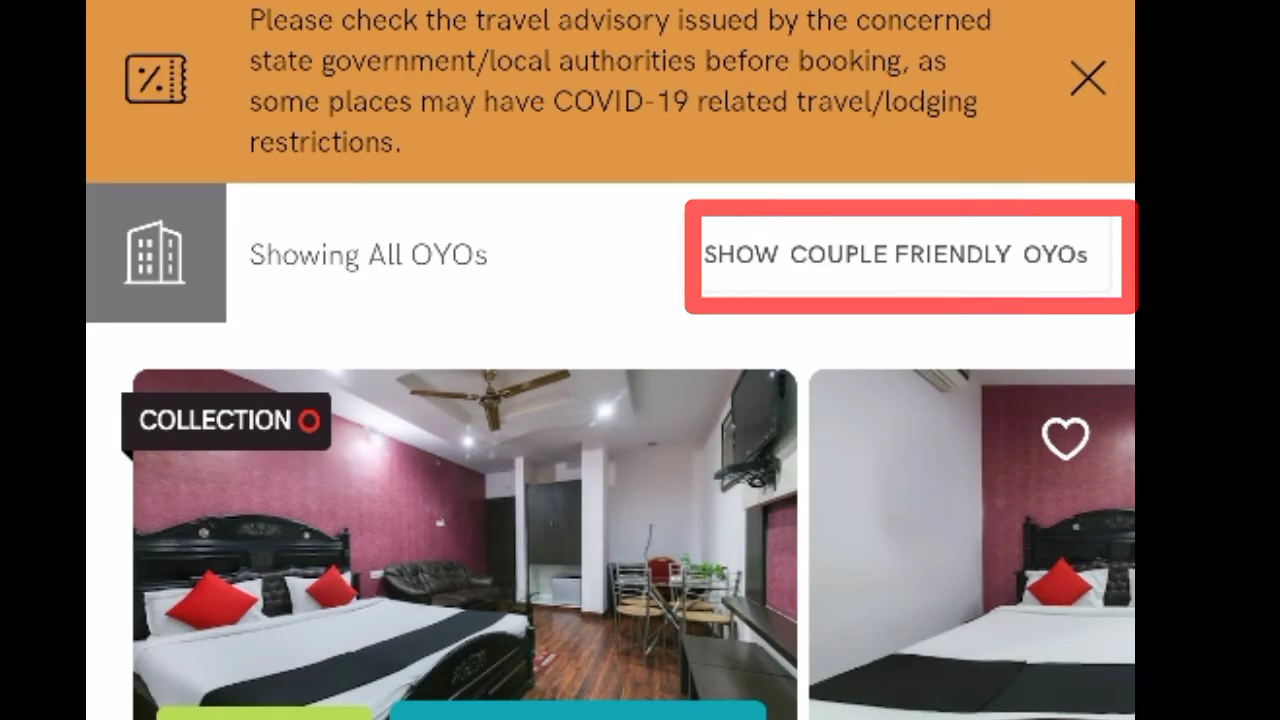 Please check the travel advisory issued by the concerned
state government/local authorities before booking, as
some places may have COVID-19 related travel/lodging
restrictions.
Showing All OYOs
SHOW COUPLE FRIENDLY OYOs
COLLECTION O